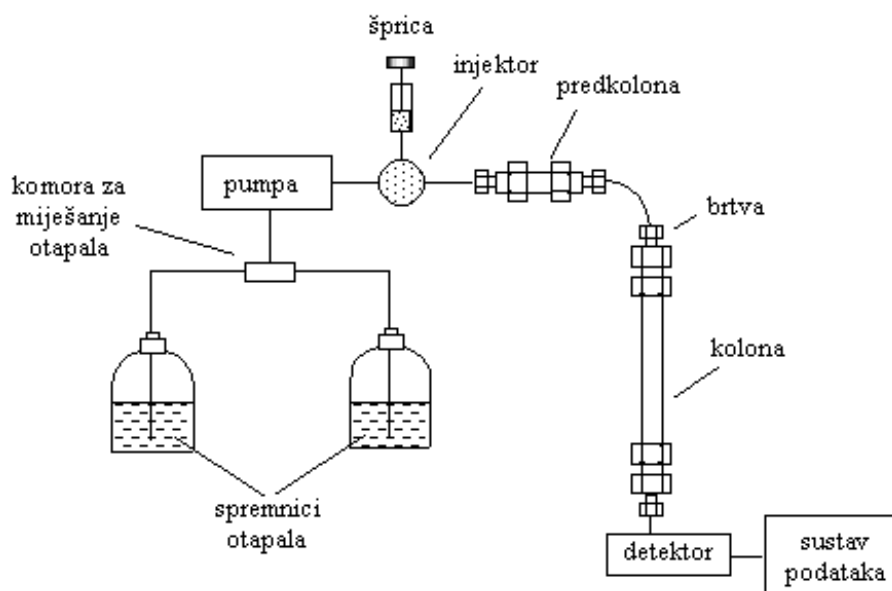 šprica
injektor
predkolona
pumpa
komora za
miješanje
otapala
brtva
kolona
spremnici
otapala
detektor
sustav
podataka